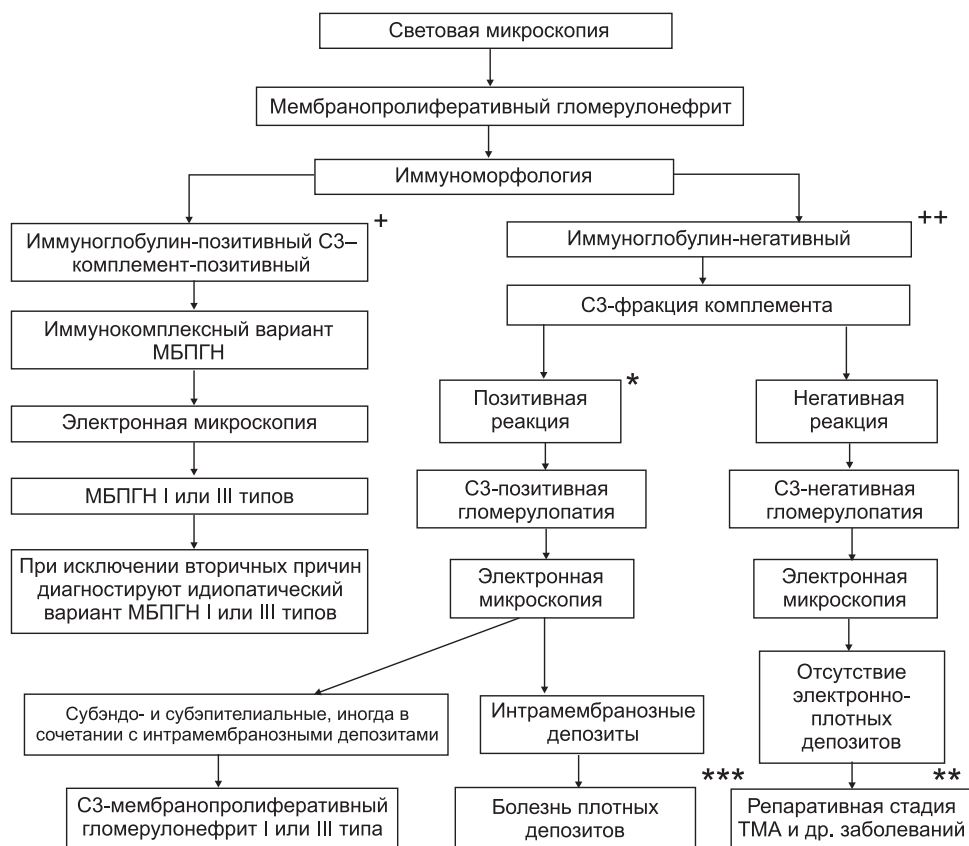 Световая микроскопия
Мембранопролиферативный гломерулонефрит
Иммуноморфология
+
Иммуноглобулин-позитивный С3–
комплемент-позитивный
++
Иммуноглобулин-негативный
Иммунокомплексный вариант
МБПГН
С3-фракция комплемента
Электронная микроскопия
*
Позитивная
реакция
Негативная
реакция
МБПГН I или III типов
С3-позитивная
гломерулопатия
С3-негативная
гломерулопатия
При исключении вторичных причин
диагностируют идиопатический
вариант МБПГН I или III типов
Электронная
микроскопия
Электронная
микроскопия
Субэндо- и субэпителиальные, иногда в
сочетании с интрамембранозными депозитами
Интрамембранозные
депозиты
Отсутствие
электронно-
плотных
депозитов
С3-мембранопролиферативный
гломерулонефрит I или III типа
***
Болезнь плотных
депозитов
**
Репаративная стадия
ТМА и др. заболеваний